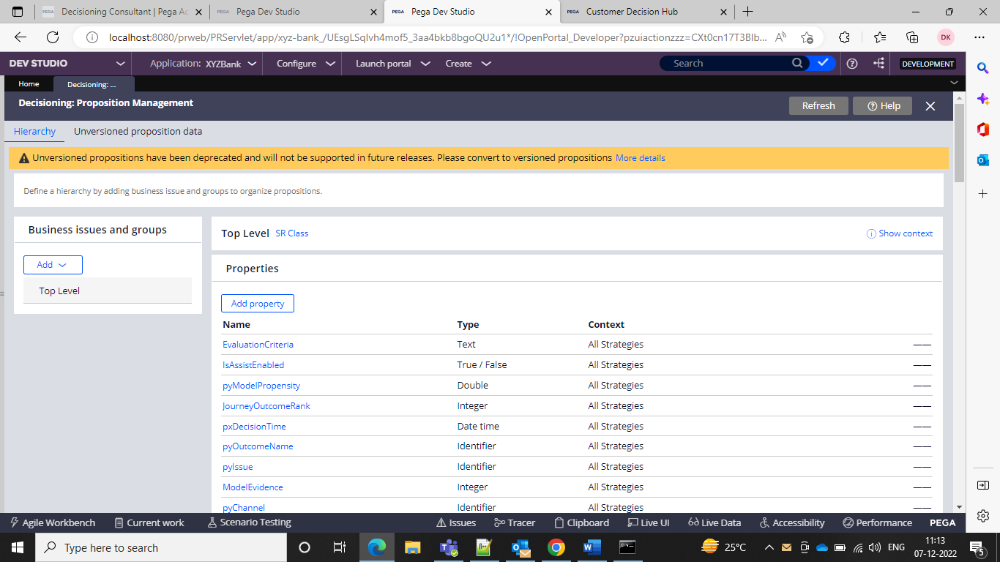 PEGA Decisioning Consultant | Pega Ac
PEGA Pega Dev Studio
PEGA Pega Dev Studio
PEGA Customer Decision Hub
localhost:8080/prweb/PRServlet/app/xyz-bank_/UEsgLSqlvh4mof5_3aa4bkb8bgoQU2u1*/!OpenPortal_Developer?pzuiactionzzz=CXt0cn17T3BIb...
DK
DEV STUDIO
Application: XYZBank
Configure
Launch portal
Create
Search
DEVELOPMENT
Home
Decisioning: ...
Decisioning: Proposition Management
Refresh
Help
Hierarchy
Unversioned proposition data
Unversioned propositions have been deprecated and will not be supported in future releases. Please convert to versioned propositions More details
Define a hierarchy by adding business issue and groups to organize propositions.
Business issues and groups
Add
Top Level
Top Level SR Class
Show context
Properties
Add property
Name Type Context
EvaluationCriteria Text All Strategies
IsAssistEnabled True / False All Strategies
pyModelPropensity Double All Strategies
JourneyOutcomeRank Integer All Strategies
pxDecisionTime Date time All Strategies
pyOutcomeName Identifier All Strategies
pyIssue Identifier All Strategies
ModelEvidence Integer All Strategies
pyChannel Identifier All Strategies
Agile Workbench
Current work
Scenario Testing
Issues
Tracer
Clipboard
Live UI
Live Data
Accessibility
Performance
PEGA
Type here to search
25°C
ENG
11:13
07-12-2022
5